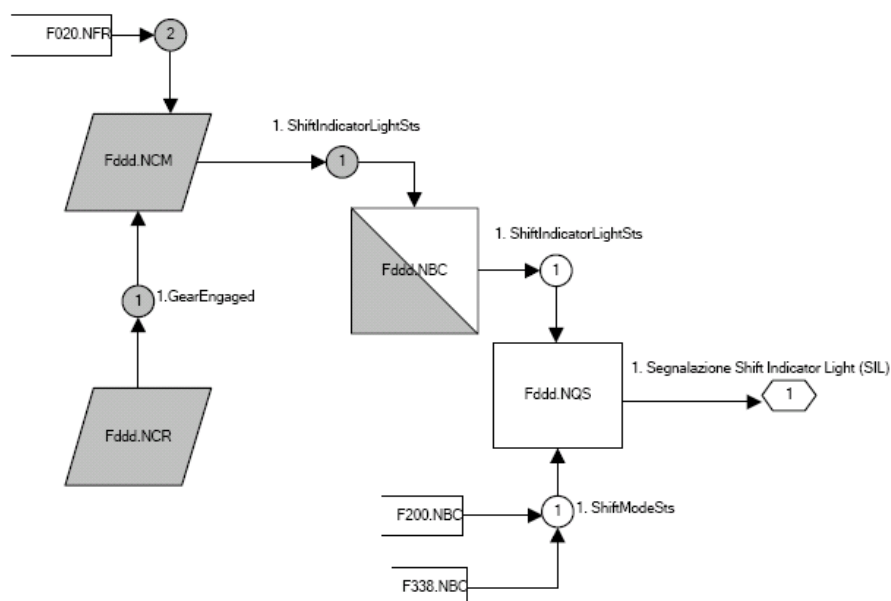 F020.NFR
2
1. ShiftIndicatorLightSts
Fddd.NCM
1
1. ShiftIndicatorLightSts
Fddd.NBC
1
1
1.GearEngaged
1. Segnalazione Shift Indicator Light (SIL)
Fddd.NQS
1
Fddd.NCR
F200.NBC
1
1. ShiftModeSts
F338.NBC